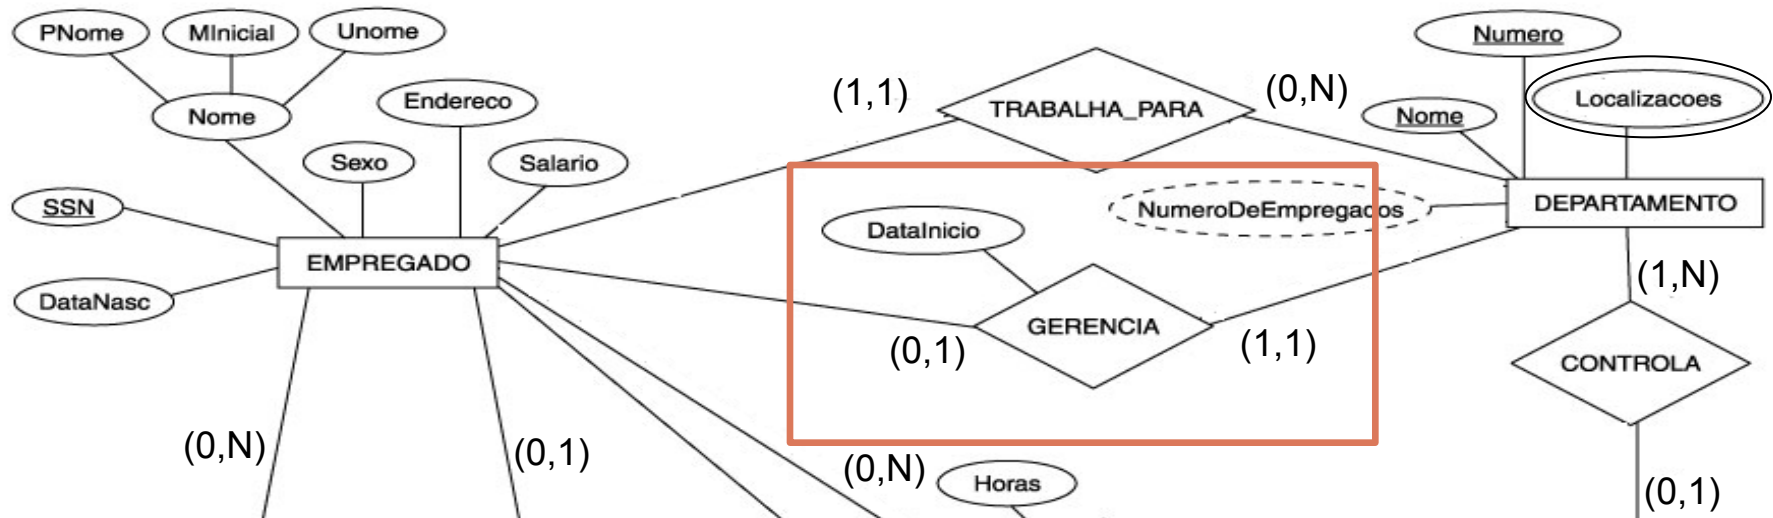 PNome
MInicial
Unome
Nome
Endereco
Sexo
Salario
SSN
DataNasc
EMPREGADO
(1,1)
TRABALHA_PARA
(0,N)
Numero
Localizacoes
Nome
NumeroDeEmpregados
DEPARTAMENTO
DataInicio
GERENCIA
(0,1)
(1,1)
(1,N)
CONTROLA
(0,N)
(0,1)
(0,N)
Horas
(0,1)